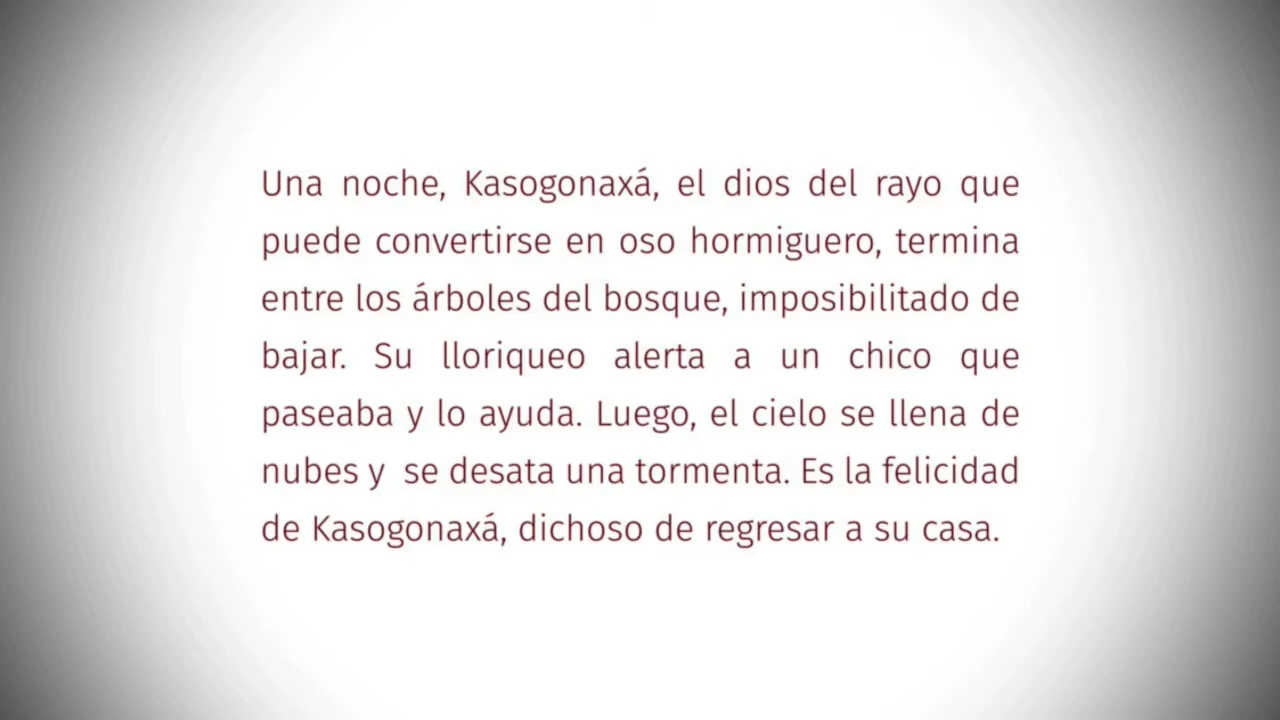 Una noche, Kasogonaxá, el dios del rayo que
puede convertirse en oso hormiguero, termina
entre los árboles del bosque, imposibilitado de
bajar. Su lloriqueo alerta a un chico que
paseaba y lo ayuda. Luego, el cielo se llena de
nubes y  se desata una tormenta. Es la felicidad
de Kasogonaxá, dichoso de regresar a su casa.